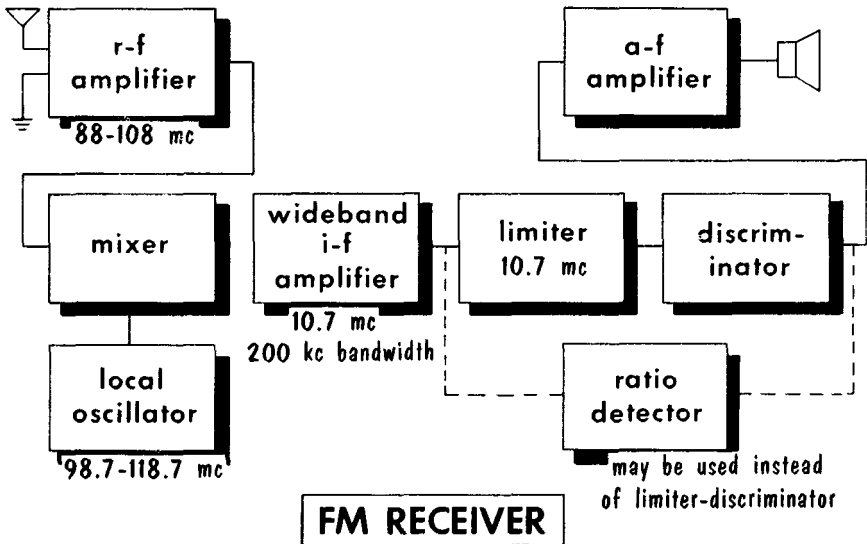 r-f
amplifier
88-108 mc
a-f
amplifier
mixer
wideband
i-f
amplifier
10.7 mc
200 kc bandwidth
limiter
10.7 mc
discrim-
inator
local
oscillator
98.7-118.7 mc
ratio
detector
may be used instead
of limiter-discriminator
FM RECEIVER